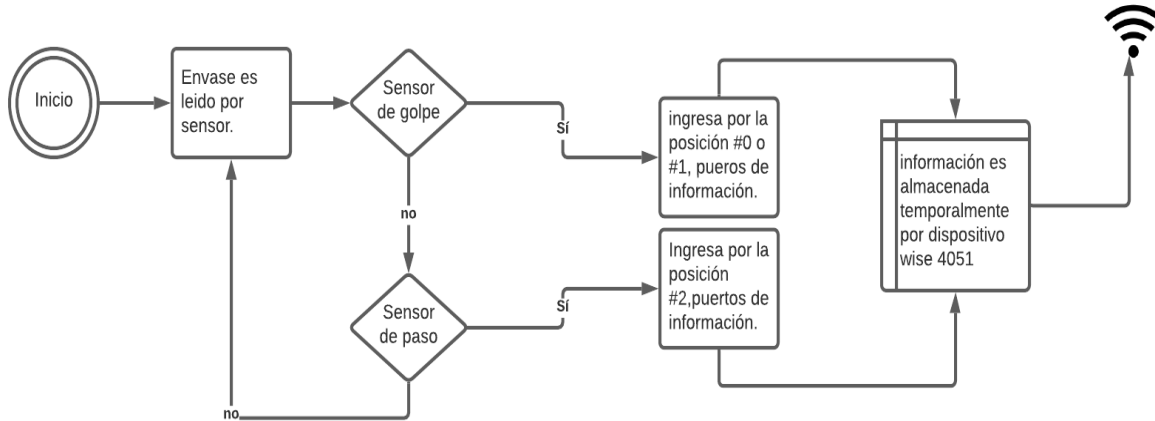 Inicio
Envase es
leido por
sensor.
Sensor
de golpe
Sí
no
ingresa por la
posición #0 o
#1, pueros de
información.
información es
almacenada
temporalmente
por dispositivo
wise 4051
Sensor
de paso
Sí
no
Ingresa por la
posición
#2,puertos de
información.